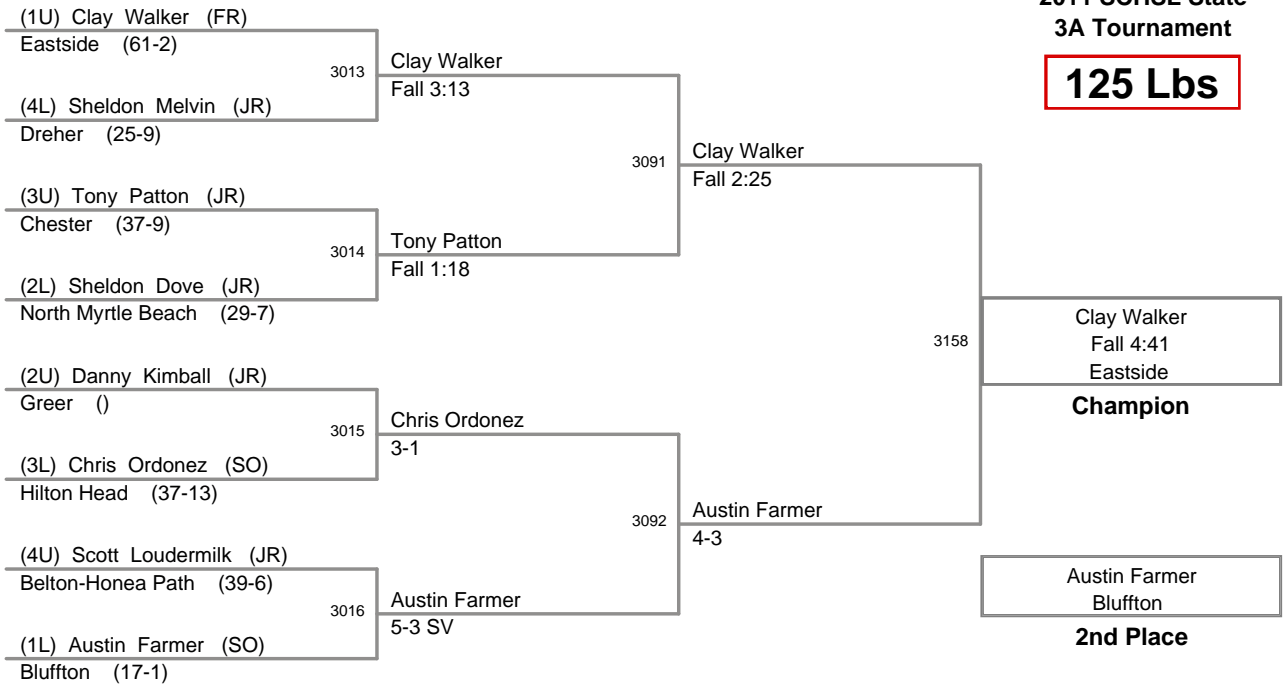 2011 SCHSL State
3A Tournament
125 Lbs
(1U) Clay Walker (FR)
Eastside (61-2)
3013
Clay Walker
Fall 3:13
(4L) Sheldon Melvin (JR)
Dreher (25-9)
3091
Clay Walker
Fall 2:25
(3U) Tony Patton (JR)
Chester (37-9)
3014
Tony Patton
Fall 1:18
(2L) Sheldon Dove (JR)
North Myrtle Beach (29-7)
3158
Clay Walker
Fall 4:41
Eastside
Champion
(2U) Danny Kimball (JR)
Greer ()
3015
Chris Ordonez
3-1
(3L) Chris Ordonez (SO)
Hilton Head (37-13)
3092
Austin Farmer
4-3
(4U) Scott Loudermilk (JR)
Belton-Honea Path (39-6)
3016
Austin Farmer
5-3 SV
(1L) Austin Farmer (SO)
Bluffton (17-1)
Austin Farmer
Bluffton
2nd Place